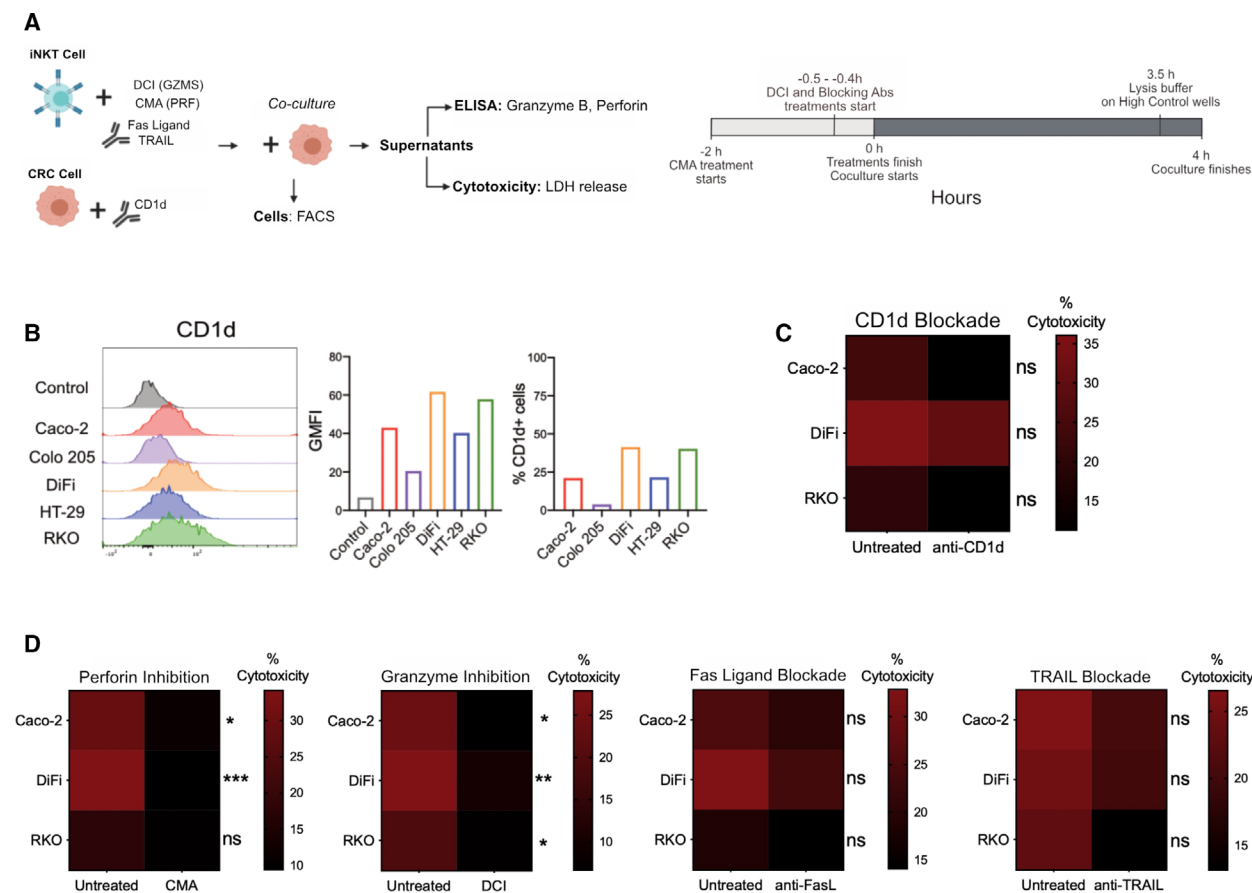 A
iNKT Cell
DCI (GZMS)
CMA (PRF)
Fas Ligand
TRAIL
CRC Cell
CD1d
Co-culture
Cells: FACS
Supernatants
ELISA: Granzyme B, Perforin
Cytotoxicity: LDH release
-0.5 - -0.4h
DCI and Blocking Abs
treatments start
3.5 h
Lysis buffer
on High Control wells
-2 h
CMA treatment
starts
0 h
Treatments finish
Coculture starts
4 h
Coculture finishes
Hours
B
CD1d
Control
Caco-2
Colo 205
DiFi
HT-29
RKO
0
GMFI
80
60
40
20
0
Control
Caco-2
Colo 205
DiFi
HT-29
RKO
% CD1d+ cells
100
75
50
25
0
Caco-2
Colo 205
DiFi
HT-29
RKO
C
CD1d Blockade
%
Cytotoxicity
Caco-2
ns
DiFi
ns
RKO
ns
Untreated
anti-CD1d
35
30
25
20
15
D
Perforin Inhibition
%
Cytotoxicity
Caco-2
*
DiFi
***
RKO
ns
Untreated
CMA
30
25
20
15
10
Granzyme Inhibition
%
Cytotoxicity
Caco-2
*
DiFi
**
RKO
*
Untreated
DCI
25
20
15
10
Fas Ligand Blockade
%
Cytotoxicity
Caco-2
ns
DiFi
ns
RKO
ns
Untreated
anti-FasL
30
25
20
15
TRAIL Blockade
%
Cytotoxicity
Caco-2
ns
DiFi
ns
RKO
ns
Untreated
anti-TRAIL
25
20
15